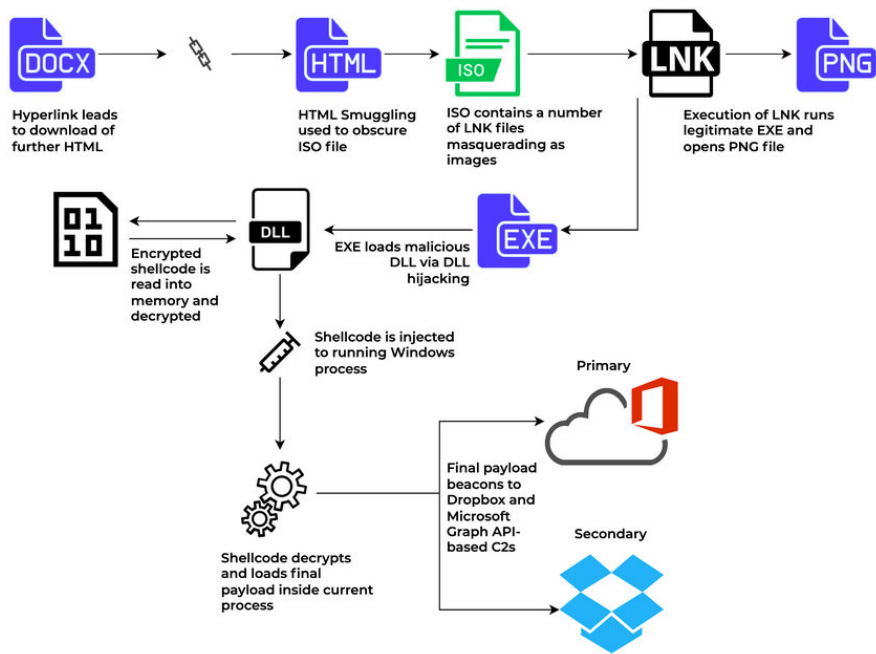 DOCX
HTML
ISO
LNK
PNG
Hyperlink leads
to download of
further HTML
HTML Smuggling
used to obscure
ISO file
ISO contains a number
of LNK files
masquerading as
images
Execution of LNK runs
legitimate EXE and
opens PNG file
01
10
DLL
EXE
Encrypted
shellcode is
read into
memory and
decrypted
EXE loads malicious
DLL via DLL
hijacking
Shellcode is injected
to running Windows
process
Primary
Final payload
beacons to
Dropbox and
Microsoft
Graph API-
based C2s
Secondary
Shellcode decrypts
and loads final
payload inside current
process